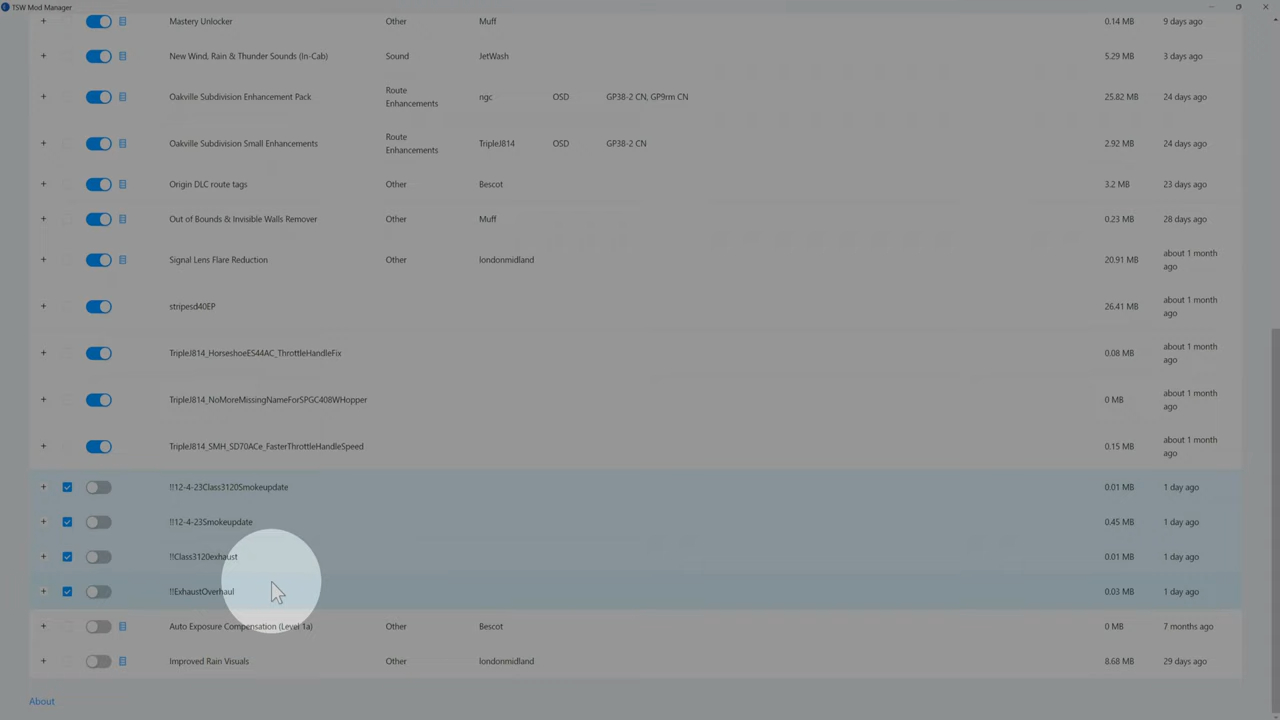 TSW Mod Manager
+ Mastery Unlocker Other Muff 0.14 MB 9 days ago
+ New Wind, Rain & Thunder Sounds (In-Cab) Sound JetWash 5.29 MB 3 days ago
+ Oakville Subdivision Enhancement Pack Route Enhancements ngc OSD GP38-2 CN, GP9rm CN 25.82 MB 24 days ago
+ Oakville Subdivision Small Enhancements Route Enhancements TripleJ814 OSD GP38-2 CN 2.92 MB 24 days ago
+ Origin DLC route tags Other Bescot 3.2 MB 23 days ago
+ Out of Bounds & Invisible Walls Remover Other Muff 0.23 MB 28 days ago
+ Signal Lens Flare Reduction Other londonmidland 20.91 MB about 1 month ago
+ stripesd40EP 26.41 MB about 1 month ago
+ TripleJ814_HorseshoeES44AC_ThrottleHandleFix 0.08 MB about 1 month ago
+ TripleJ814_NoMoreMissingNameForSPGC408WHopper 0 MB about 1 month ago
+ TripleJ814_SMH_SD70ACe_FasterThrottleHandleSpeed 0.15 MB about 1 month ago
+ !!12-4-23Class3120Smokeupdate 0.01 MB 1 day ago
+ !!12-4-23Smokeupdate 0.45 MB 1 day ago
+ !!Class3120exhaust 0.01 MB 1 day ago
+ !!ExhaustOverhaul 0.03 MB 1 day ago
+ Auto Exposure Compensation (Level 1a) Other Bescot 0 MB 7 months ago
+ Improved Rain Visuals Other londonmidland 8.68 MB 29 days ago
About